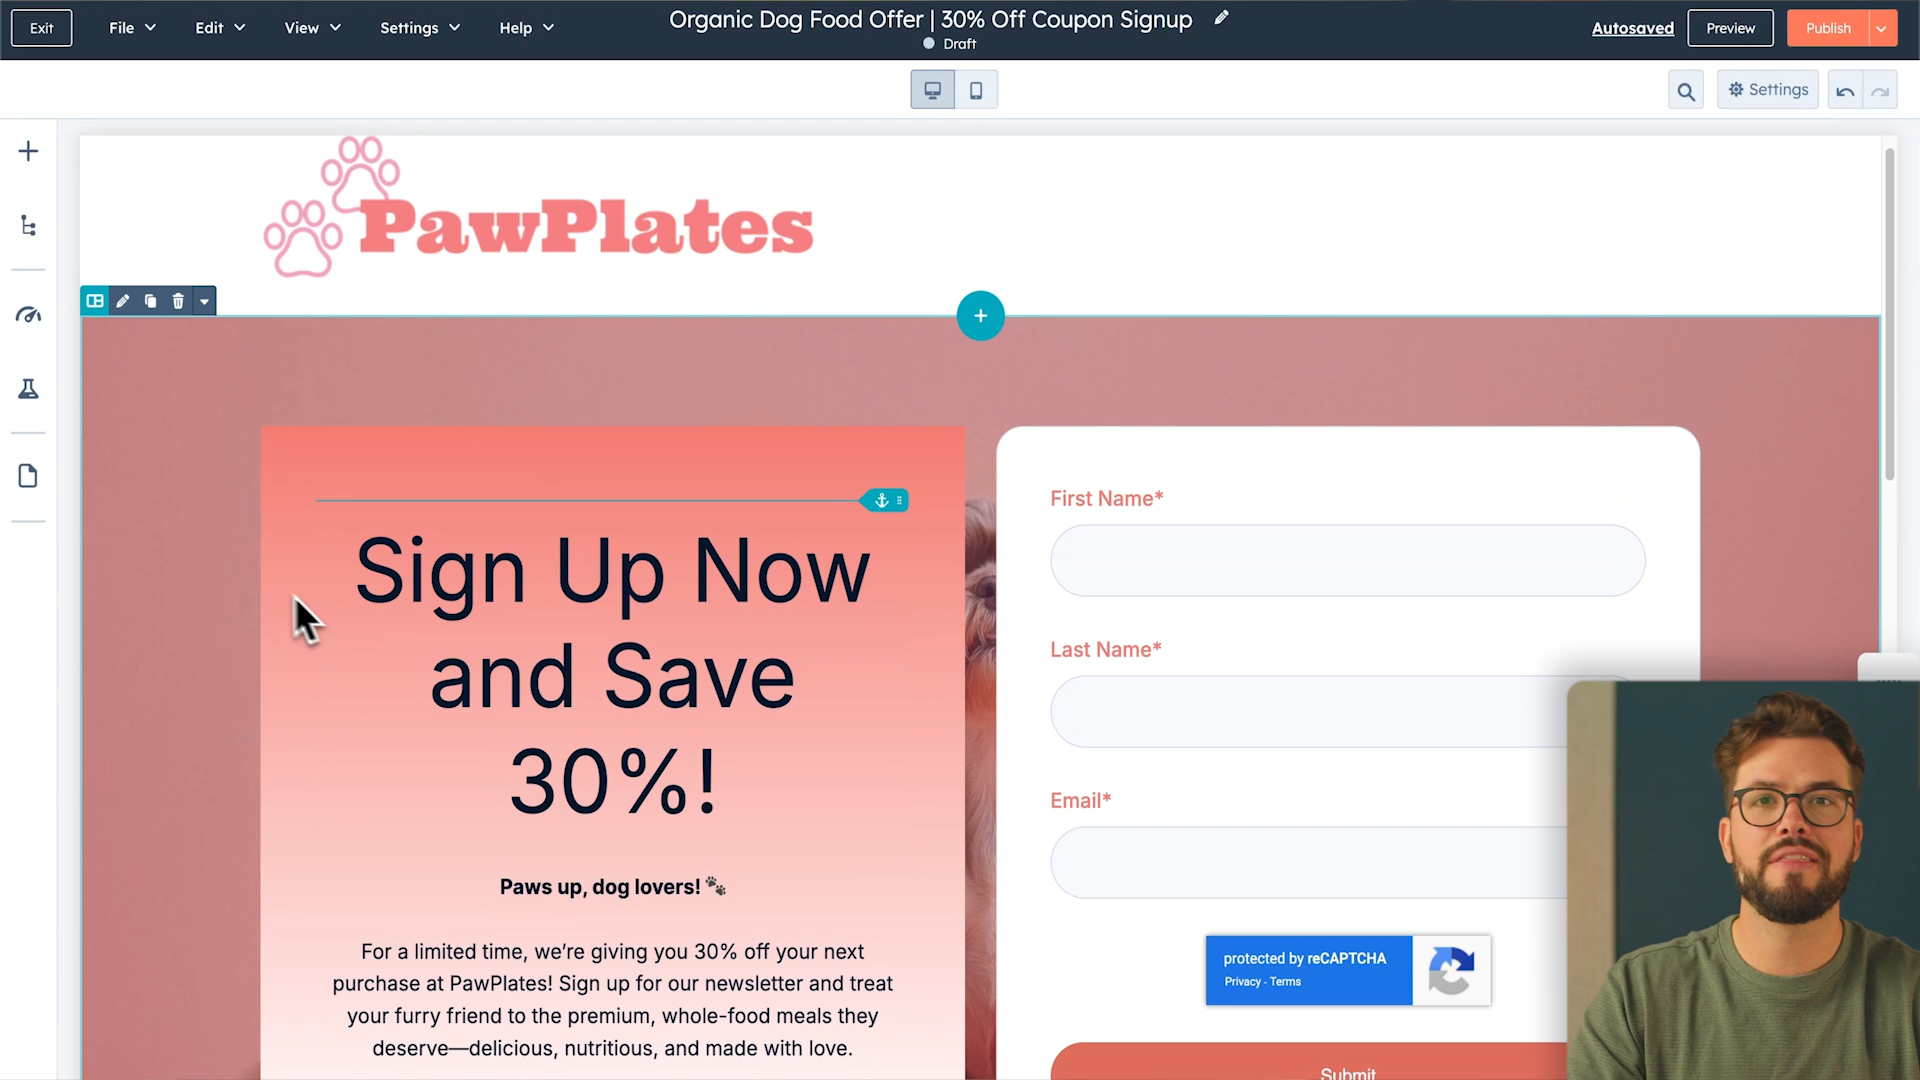 Exit
File
Edit
View
Settings
Help
Organic Dog Food Offer | 30% Off Coupon Signup
Draft
Autosaved
Preview
Publish
Settings
PawPlates
Sign Up Now
and Save
30%!
Paws up, dog lovers! 🐾
For a limited time, we’re giving you 30% off your next
purchase at PawPlates! Sign up for our newsletter and treat
your furry friend to the premium, whole-food meals they
deserve—delicious, nutritious, and made with love.
First Name*
Last Name*
Email*
protected by reCAPTCHA
Privacy - Terms
Submit